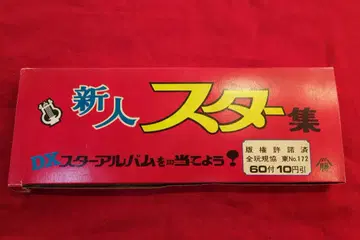 新人スター集
DXスターアルバムを当てよう!
版権許諾済
全玩規協 東No.172
60付10円引